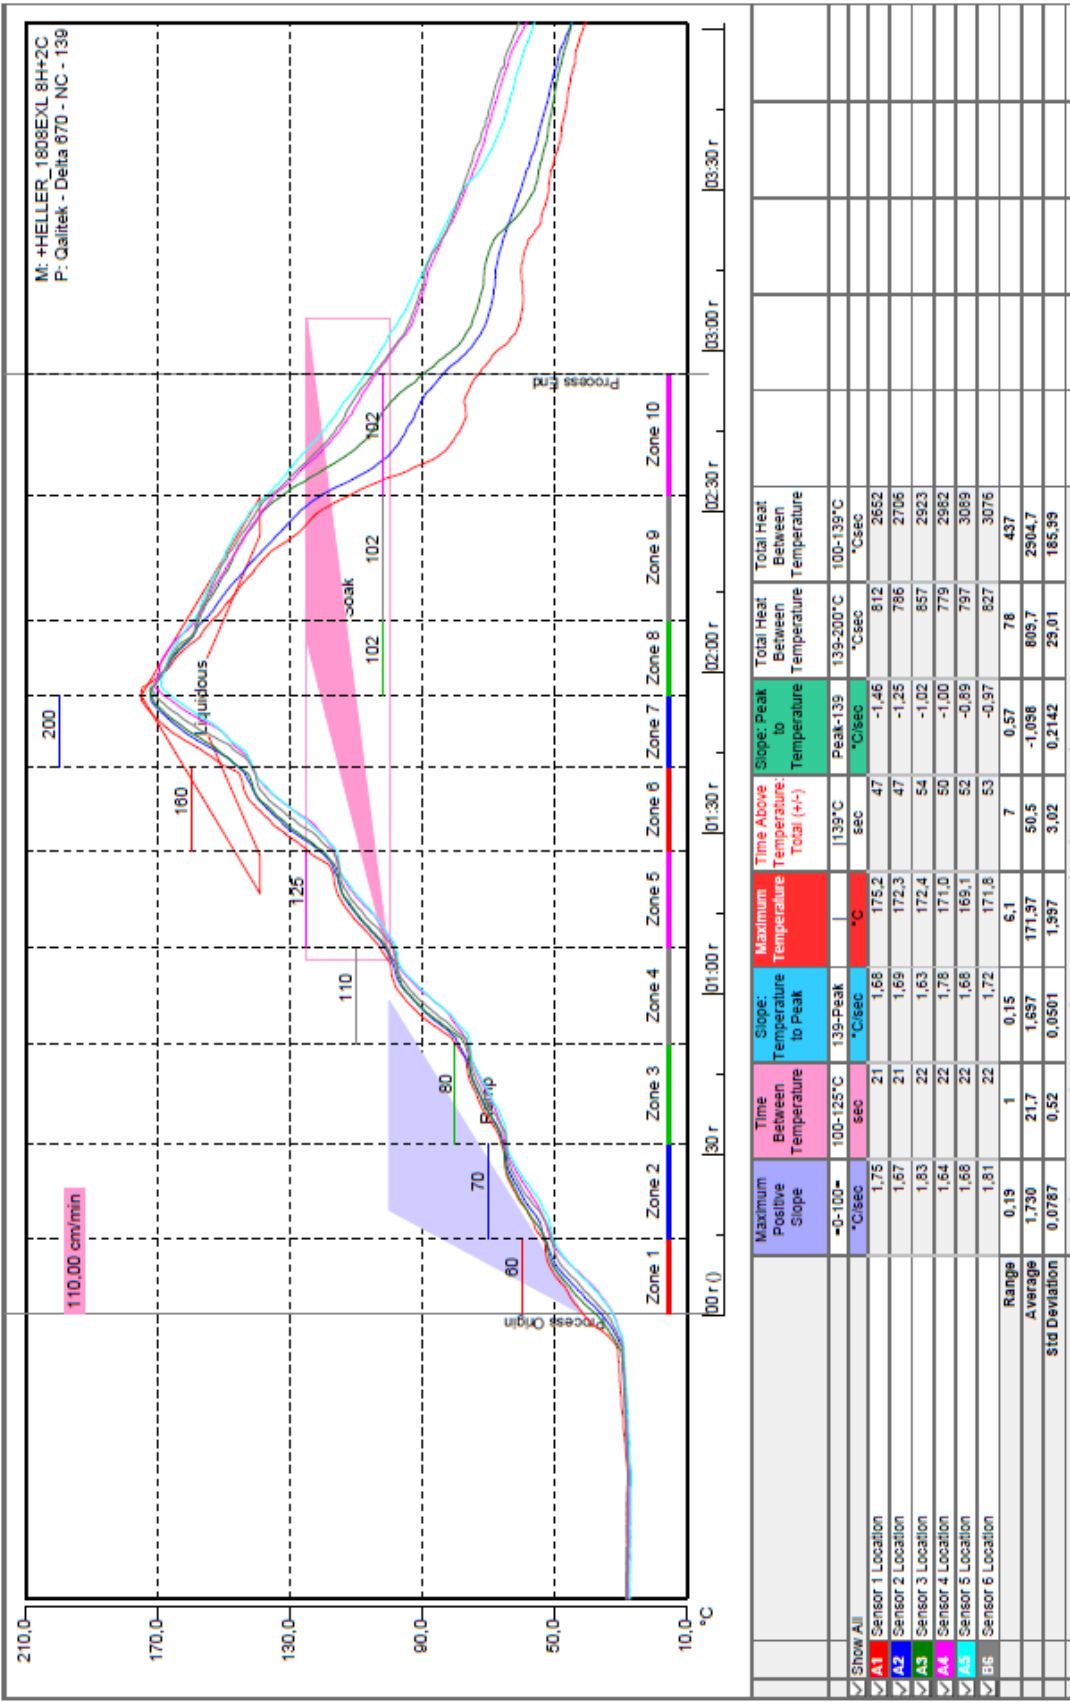 M: +HELLER_1808EXL 8H+2C
P: Qalitek - Delta 670 - NC - 139
110,00 cm/min
210,0
170,0
130,0
90,0
50,0
10,0
°C
60
70
80
110
125
160
200
102
102
102
Liquidous
Soak
Process Origin
Process End
Zone 1
Zone 2
Zone 3
Zone 4
Zone 5
Zone 6
Zone 7
Zone 8
Zone 9
Zone 10
00 r ()
30 r
01:00 r
01:30 r
02:00 r
02:30 r
03:00 r
03:30 r
Maximum Positive Slope
Time Between Temperature
Slope: Temperature to Peak
Maximum Temperature
Time Above Temperature: Total (+/-)
Slope: Peak to Temperature
Total Heat Between Temperature
Total Heat Between Temperature
=0-100= 100-125°C 139-Peak | |139°C Peak-139 139-200°C 100-139°C
Show All °C/sec sec °C/sec °C sec °C/sec °Csec °Csec
A1 Sensor 1 Location 1,75 21 1,68 175,2 47 -1,46 812 2652
A2 Sensor 2 Location 1,67 21 1,69 172,3 47 -1,25 786 2706
A3 Sensor 3 Location 1,83 22 1,63 172,4 54 -1,02 857 2923
A4 Sensor 4 Location 1,64 22 1,78 171,0 50 -1,00 779 2982
A5 Sensor 5 Location 1,68 22 1,68 169,1 52 -0,89 797 3089
B6 Sensor 6 Location 1,81 22 1,72 171,8 53 -0,97 827 3076
Range 0,19 1 0,15 6,1 7 0,57 78 437
Average 1,730 21,7 1,697 171,97 50,5 -1,098 809,7 2904,7
Std Deviation 0,0787 0,52 0,0501 1,997 3,02 0,2142 29,01 185,99